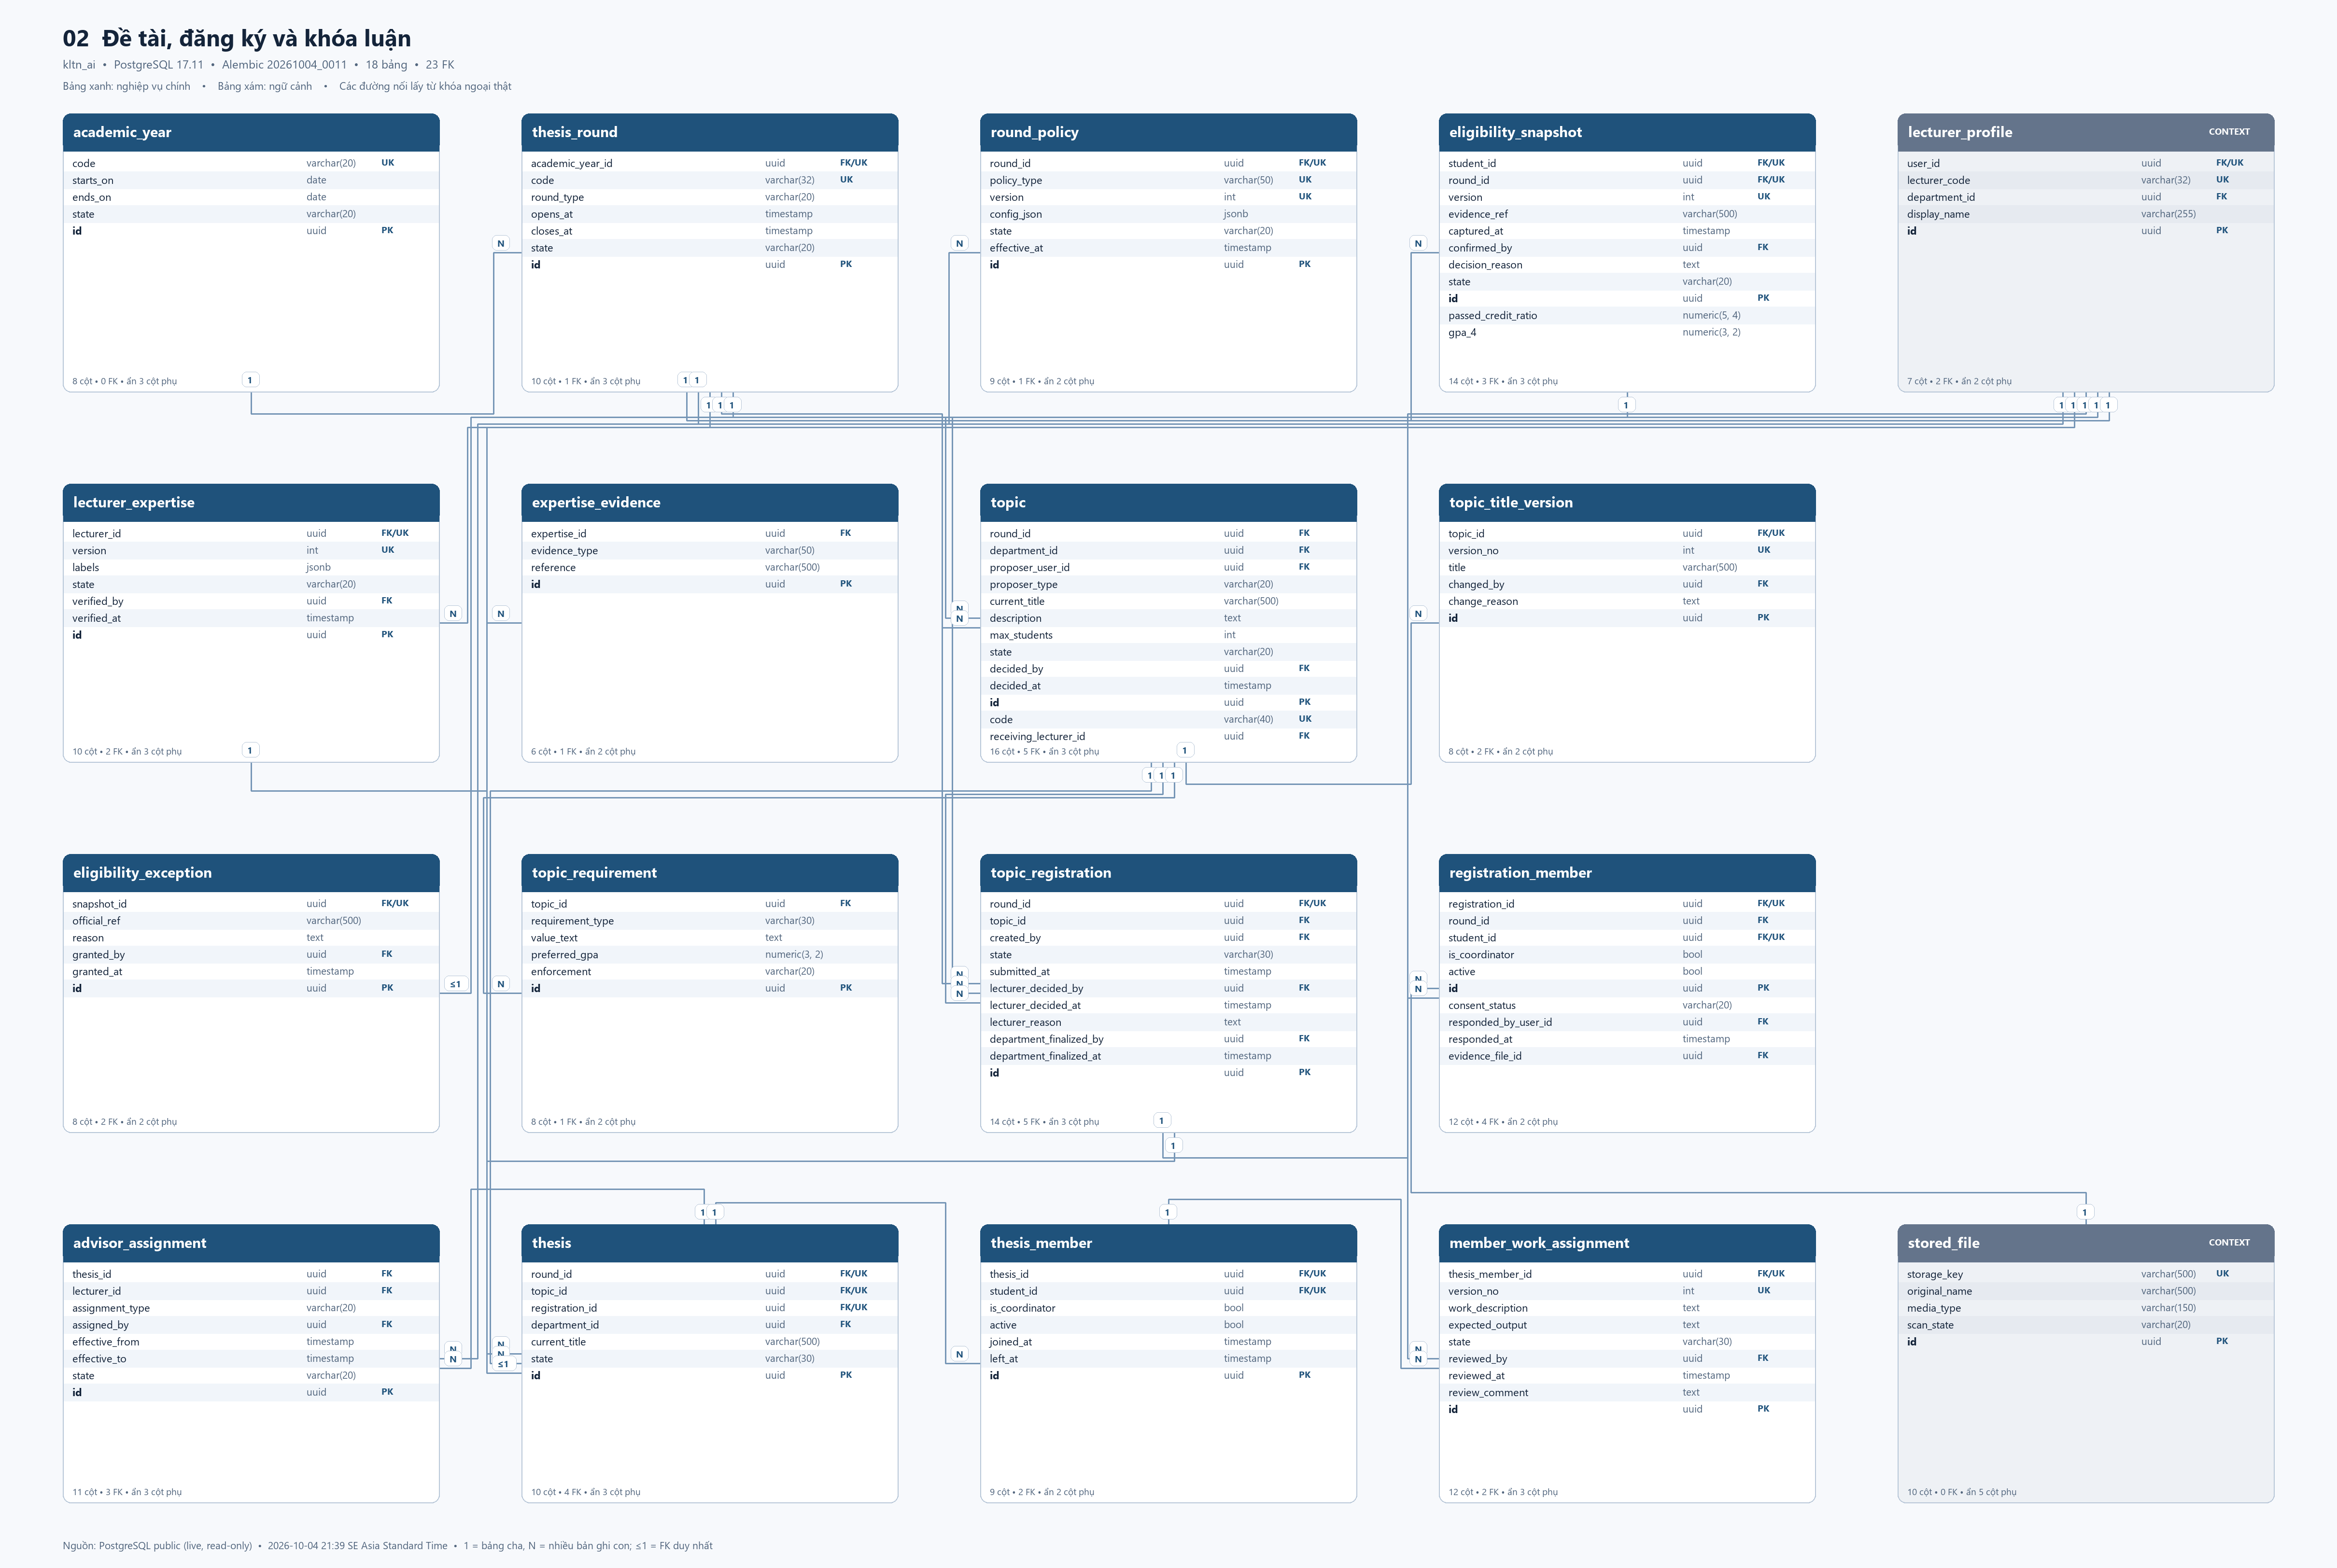 02 Đề tài, đăng ký và khóa luận
kltn_ai • PostgreSQL 17.11 • Alembic 20261004_0011 • 18 bảng • 23 FK
Bảng xanh: nghiệp vụ chính • Bảng xám: ngữ cảnh • Các đường nối lấy từ khóa ngoại thật
academic_year
code varchar(20) UK
starts_on date
ends_on date
state varchar(20)
id uuid PK
8 cột • 0 FK • ẩn 3 cột phụ
1
thesis_round
academic_year_id uuid FK/UK
code varchar(32) UK
round_type varchar(20)
opens_at timestamp
closes_at timestamp
state varchar(20)
id uuid PK
N
10 cột • 1 FK • ẩn 3 cột phụ
1 1
1 1 1
round_policy
round_id uuid FK/UK
policy_type varchar(50) UK
version int UK
config_json jsonb
state varchar(20)
effective_at timestamp
id uuid PK
N
9 cột • 1 FK • ẩn 2 cột phụ
eligibility_snapshot
student_id uuid FK/UK
round_id uuid FK/UK
version int UK
evidence_ref varchar(500)
captured_at timestamp
confirmed_by uuid FK
decision_reason text
state varchar(20)
id uuid PK
passed_credit_ratio numeric(5, 4)
gpa_4 numeric(3, 2)
N
14 cột • 3 FK • ẩn 3 cột phụ
1
lecturer_profile CONTEXT
user_id uuid FK/UK
lecturer_code varchar(32) UK
department_id uuid FK
display_name varchar(255)
id uuid PK
7 cột • 2 FK • ẩn 2 cột phụ
1 1 1 1 1
lecturer_expertise
lecturer_id uuid FK/UK
version int UK
labels jsonb
state varchar(20)
verified_by uuid FK
verified_at timestamp
id uuid PK
N
10 cột • 2 FK • ẩn 3 cột phụ
1
expertise_evidence
expertise_id uuid FK
evidence_type varchar(50)
reference varchar(500)
id uuid PK
N
6 cột • 1 FK • ẩn 2 cột phụ
topic
round_id uuid FK
department_id uuid FK
proposer_user_id uuid FK
proposer_type varchar(20)
current_title varchar(500)
description text
max_students int
state varchar(20)
decided_by uuid FK
decided_at timestamp
id uuid PK
code varchar(40) UK
receiving_lecturer_id uuid FK
N
N
16 cột • 5 FK • ẩn 3 cột phụ
1
1 1 1
topic_title_version
topic_id uuid FK/UK
version_no int UK
title varchar(500)
changed_by uuid FK
change_reason text
id uuid PK
N
8 cột • 2 FK • ẩn 2 cột phụ
eligibility_exception
snapshot_id uuid FK/UK
official_ref varchar(500)
reason text
granted_by uuid FK
granted_at timestamp
id uuid PK
≤1
8 cột • 2 FK • ẩn 2 cột phụ
topic_requirement
topic_id uuid FK
requirement_type varchar(30)
value_text text
preferred_gpa numeric(3, 2)
enforcement varchar(20)
id uuid PK
N
8 cột • 1 FK • ẩn 2 cột phụ
topic_registration
round_id uuid FK/UK
topic_id uuid FK
created_by uuid FK
state varchar(30)
submitted_at timestamp
lecturer_decided_by uuid FK
lecturer_decided_at timestamp
lecturer_reason text
department_finalized_by uuid FK
department_finalized_at timestamp
id uuid PK
N
N
N
14 cột • 5 FK • ẩn 3 cột phụ
1
1
registration_member
registration_id uuid FK/UK
round_id uuid FK
student_id uuid FK/UK
is_coordinator bool
active bool
id uuid PK
consent_status varchar(20)
responded_by_user_id uuid FK
responded_at timestamp
evidence_file_id uuid FK
N
N
12 cột • 4 FK • ẩn 2 cột phụ
advisor_assignment
thesis_id uuid FK
lecturer_id uuid FK
assignment_type varchar(20)
assigned_by uuid FK
effective_from timestamp
effective_to timestamp
state varchar(20)
id uuid PK
N
N
11 cột • 3 FK • ẩn 3 cột phụ
1 1
thesis
round_id uuid FK/UK
topic_id uuid FK/UK
registration_id uuid FK/UK
department_id uuid FK
current_title varchar(500)
state varchar(30)
id uuid PK
N
N
≤1
10 cột • 4 FK • ẩn 3 cột phụ
1
thesis_member
thesis_id uuid FK/UK
student_id uuid FK/UK
is_coordinator bool
active bool
joined_at timestamp
left_at timestamp
id uuid PK
N
9 cột • 2 FK • ẩn 2 cột phụ
member_work_assignment
thesis_member_id uuid FK/UK
version_no int UK
work_description text
expected_output text
state varchar(30)
reviewed_by uuid FK
reviewed_at timestamp
review_comment text
id uuid PK
N
N
12 cột • 2 FK • ẩn 3 cột phụ
1
stored_file CONTEXT
storage_key varchar(500) UK
original_name varchar(500)
media_type varchar(150)
scan_state varchar(20)
id uuid PK
10 cột • 0 FK • ẩn 5 cột phụ
Nguồn: PostgreSQL public (live, read-only) • 2026-10-04 21:39 SE Asia Standard Time • 1 = bảng cha, N = nhiều bản ghi con; ≤1 = FK duy nhất